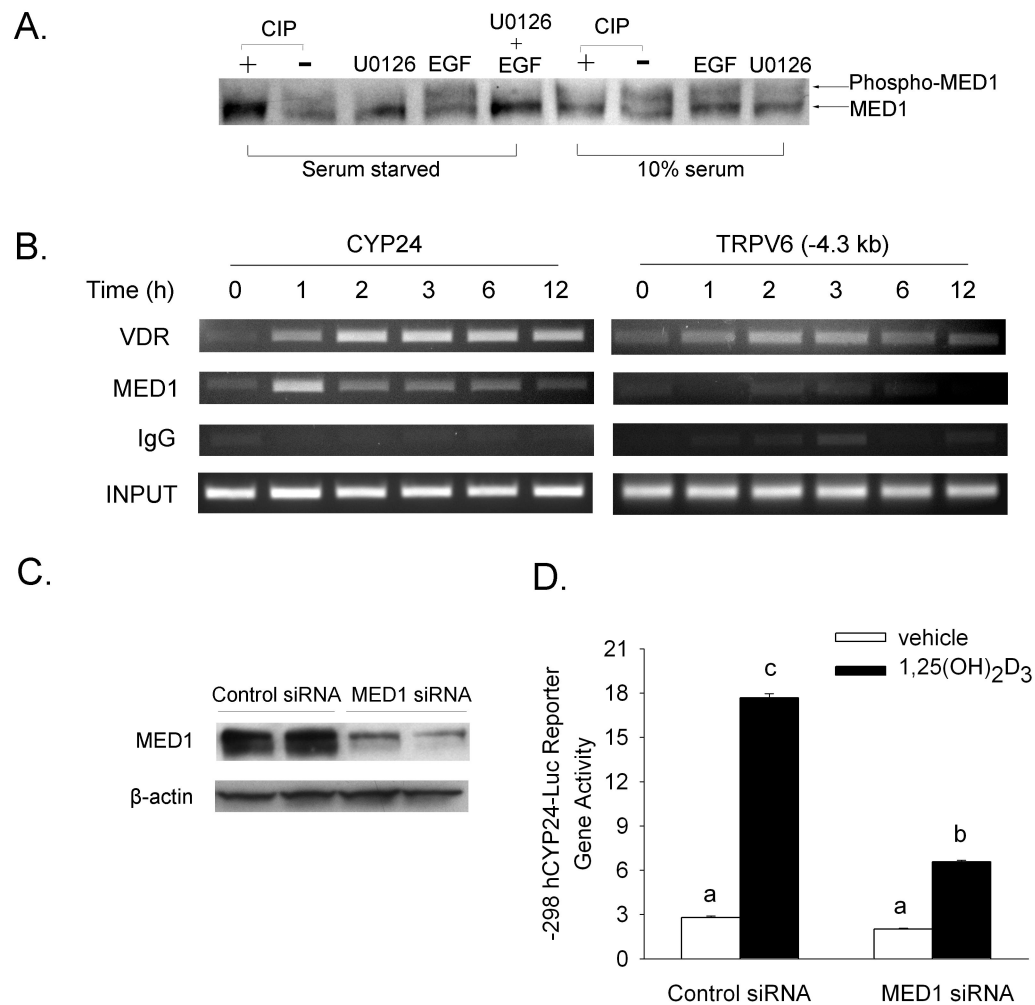 A.
CIP
+
-
U0126
EGF
U0126
+
EGF
CIP
+
-
EGF
U0126
Phospho-MED1
MED1
Serum starved
10% serum
B.
CYP24
TRPV6 (-4.3 kb)
Time (h) 0 1 2 3 6 12 0 1 2 3 6 12
VDR
MED1
IgG
INPUT
C.
Control siRNA MED1 siRNA
MED1
β-actin
D.
vehicle
1,25(OH)2D3
-298 hCYP24-Luc Reporter
Gene Activity
21
18
15
12
9
6
3
0
a
c
a
b
Control siRNA
MED1 siRNA